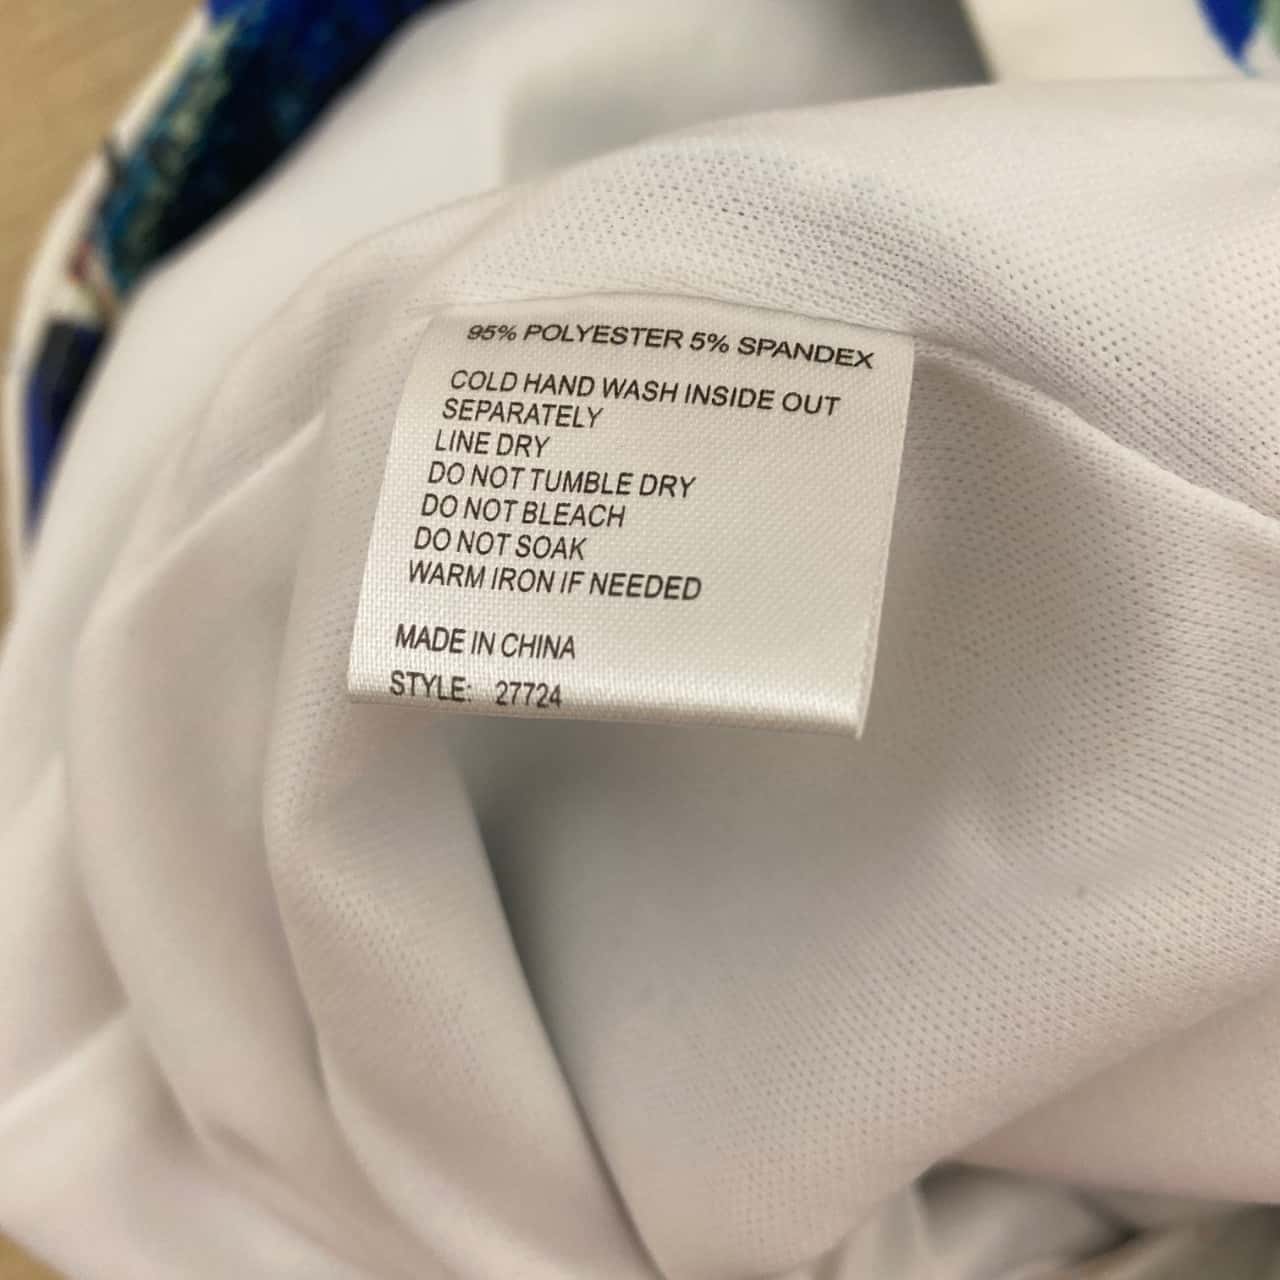 95% POLYESTER 5% SPANDEX
COLD HAND WASH INSIDE OUT
SEPARATELY
LINE DRY
DO NOT TUMBLE DRY
DO NOT BLEACH
DO NOT SOAK
WARM IRON IF NEEDED
MADE IN CHINA
STYLE: 27724